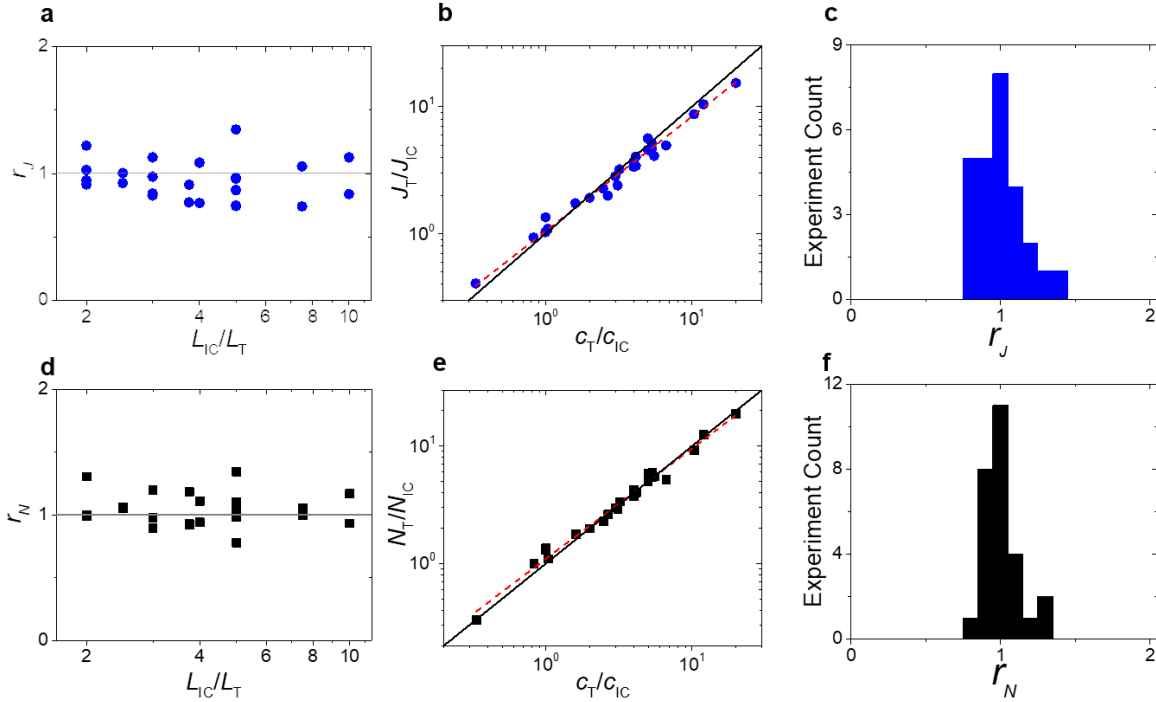 a
2
1
0
r_J
2
4
6
8
10
L_IC/L_T
b
10^1
10^0
J_T/J_IC
10^0
10^1
c_T/c_IC
c
9
6
3
0
Experiment Count
0
1
2
r_J
d
2
1
0
r_N
2
4
6
8
10
L_IC/L_T
e
10^1
10^0
N_T/N_IC
10^0
10^1
c_T/c_IC
f
12
8
4
0
Experiment Count
0
1
2
r_N